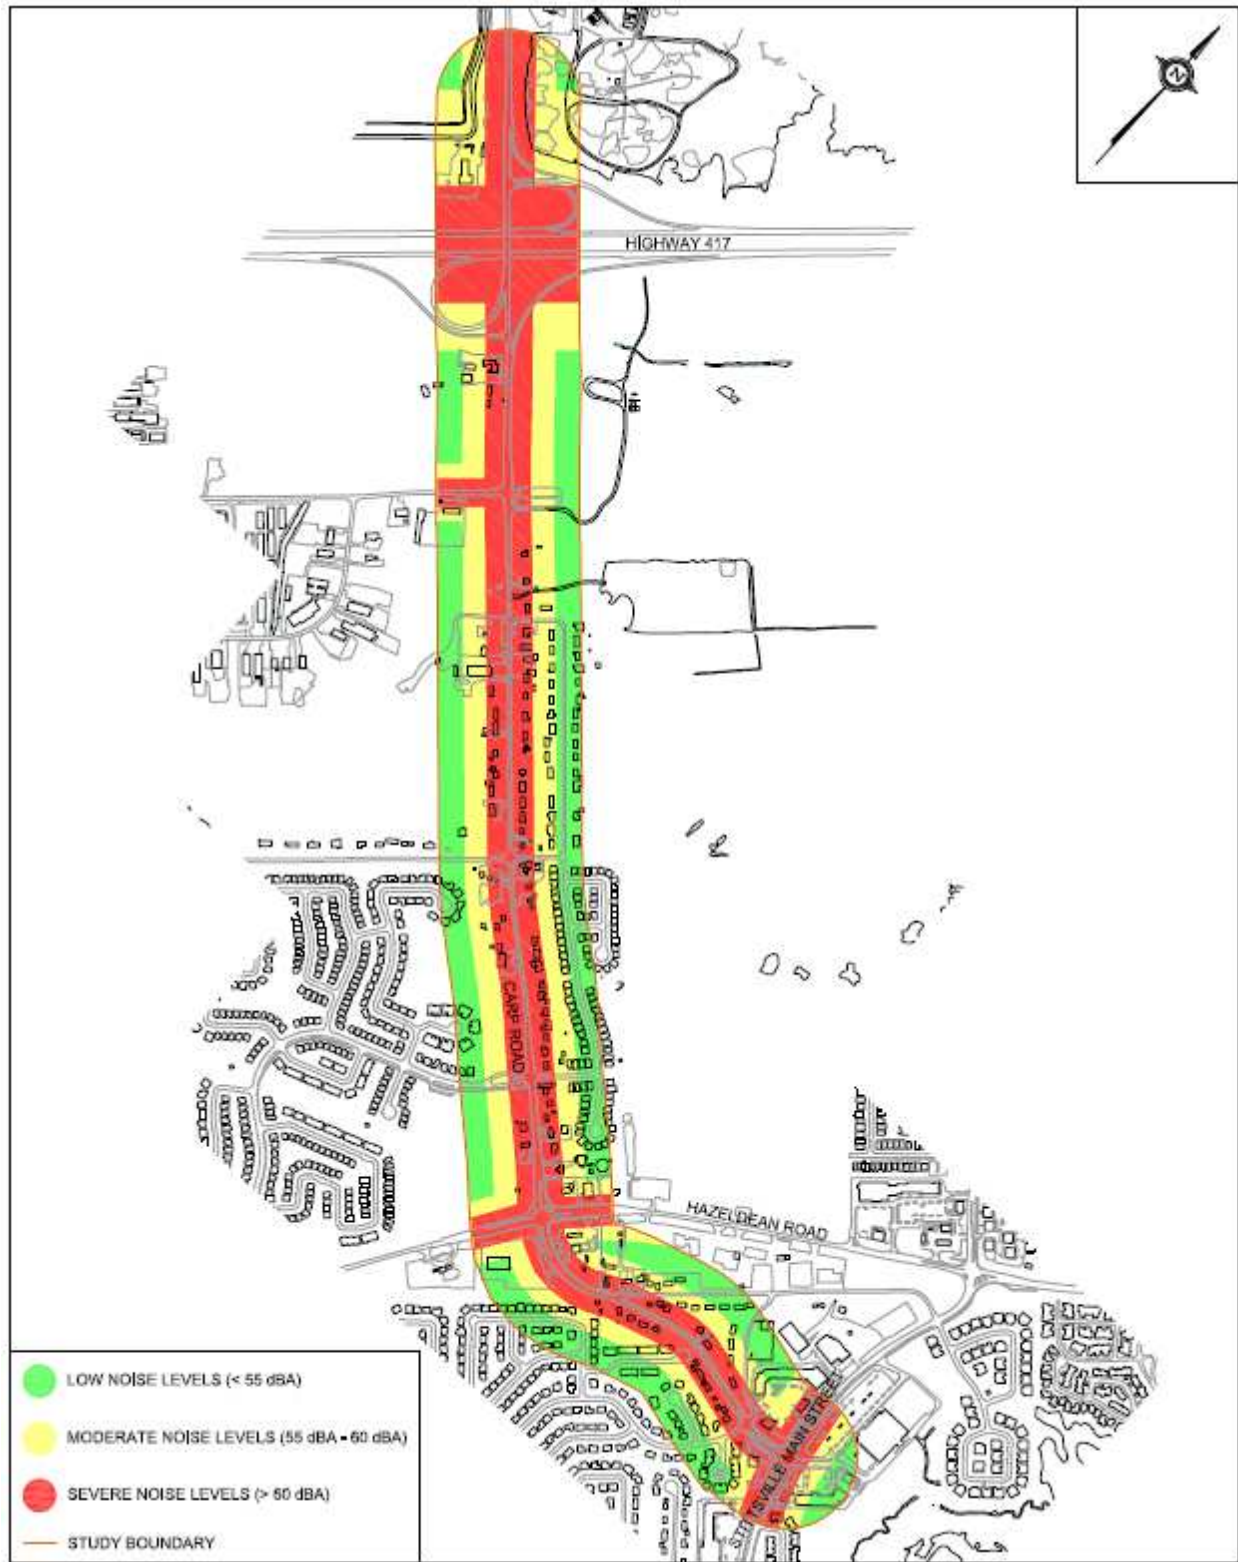 N
HIGHWAY 417
CARP ROAD
HAZELDEAN ROAD
STITTSVILLE MAIN STREET
LOW NOISE LEVELS (< 55 dBA)
MODERATE NOISE LEVELS (55 dBA - 60 dBA)
SEVERE NOISE LEVELS (> 60 dBA)
STUDY BOUNDARY